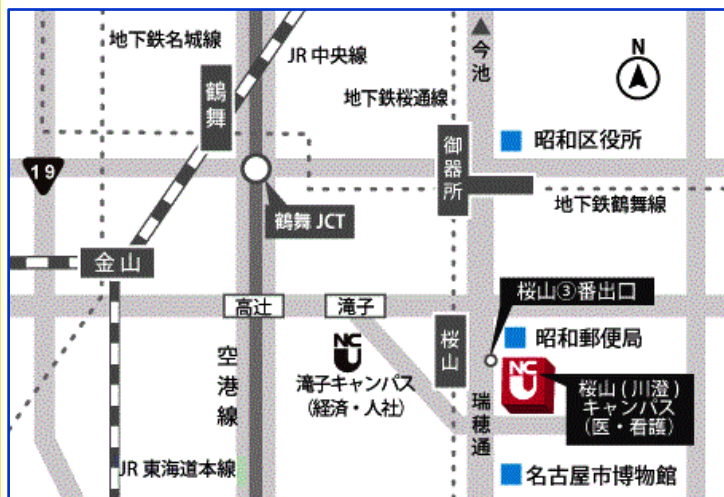 地下鉄名城線
JR 中央線
今池
N
鶴舞
地下鉄桜通線
昭和区役所
御器所
19
鶴舞 JCT
地下鉄鶴舞線
金山
桜山③番出口
高辻
滝子
桜山
昭和郵便局
NCU
NCU
空港線
滝子キャンパス
(経済・人社)
桜山(川澄)
キャンパス
(医・看護)
瑞穂通
JR 東海道本線
名古屋市博物館